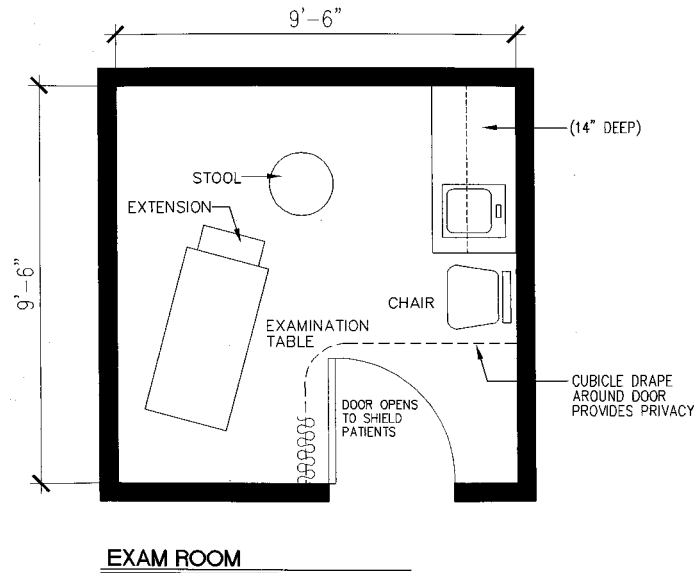 9'-6"
(14" DEEP)
STOOL
EXTENSION
9'-6"
CHAIR
EXAMINATION
TABLE
CUBICLE DRAPE
AROUND DOOR
PROVIDES PRIVACY
DOOR OPENS
TO SHIELD
PATIENTS
EXAM ROOM